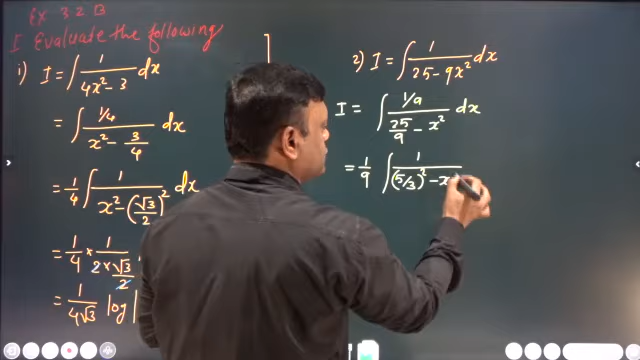 Ex 3.2 B
I Evaluate the following
i) I = ∫ 1/(4x² - 3) dx
= ∫ (1/4)/(x² - 3/4) dx
= 1/4 ∫ 1/(x² - (√3/2)²) dx
= 1/4 × 1/(2 × √3/2)
= 1/(4√3) log |
2) I = ∫ 1/(25 - 9x²) dx
I = ∫ (1/9)/(25/9 - x²) dx
= 1/9 ∫ 1/((5/3)² - x